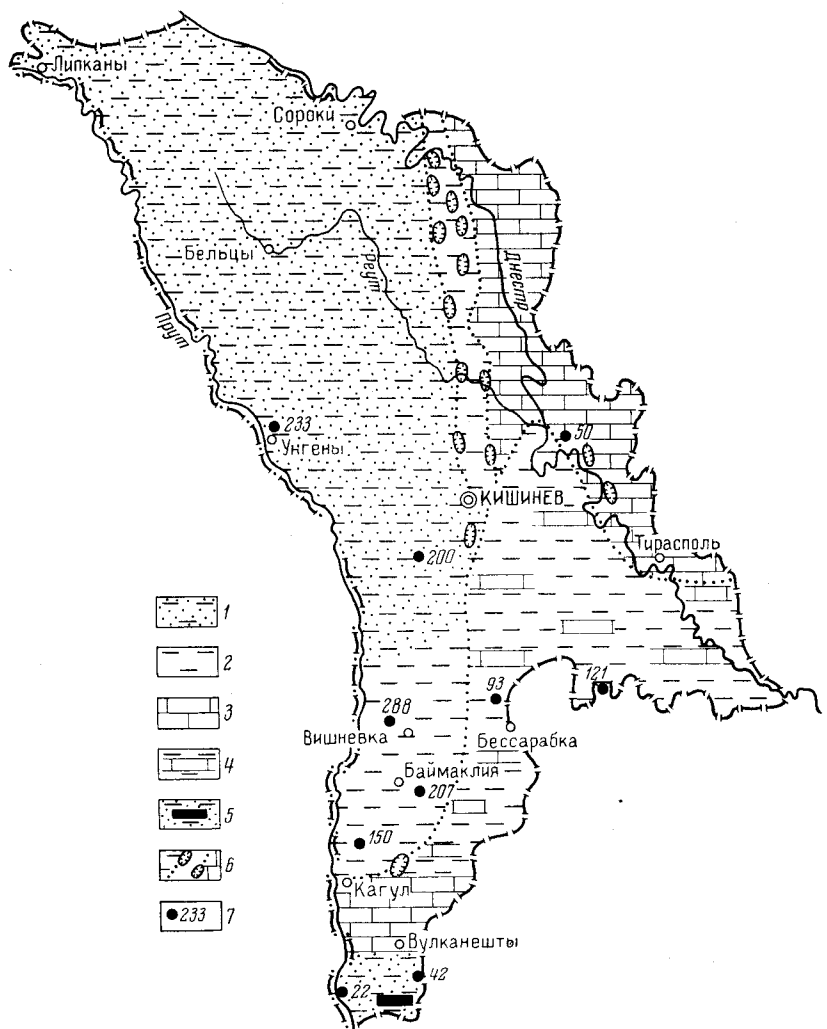 Липканы
Сороки
Бельцы
Реут
Днестр
Прут
233
Унгены
50
КИШИНЕВ
200
Тирасполь
1
2
3
4
5
6
233 7
288
93
121
Вишневка
Бессарабка
Баймаклия
207
150
Кагул
Вулканешты
42
22